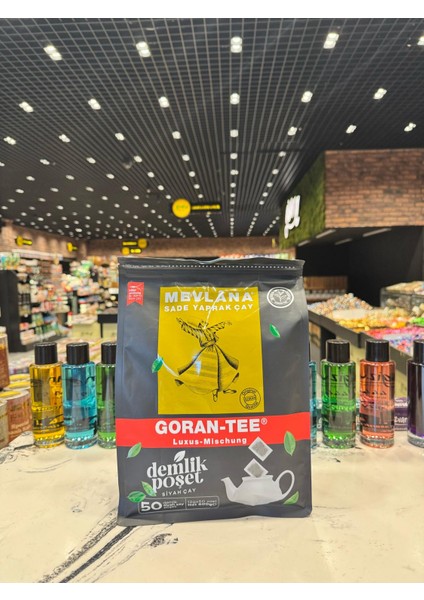 MEVLANA
SADE YAPRAK ÇAY
GORAN-TEE®
Luxus-Mischung
demlik
poşet
SİYAH ÇAY
50